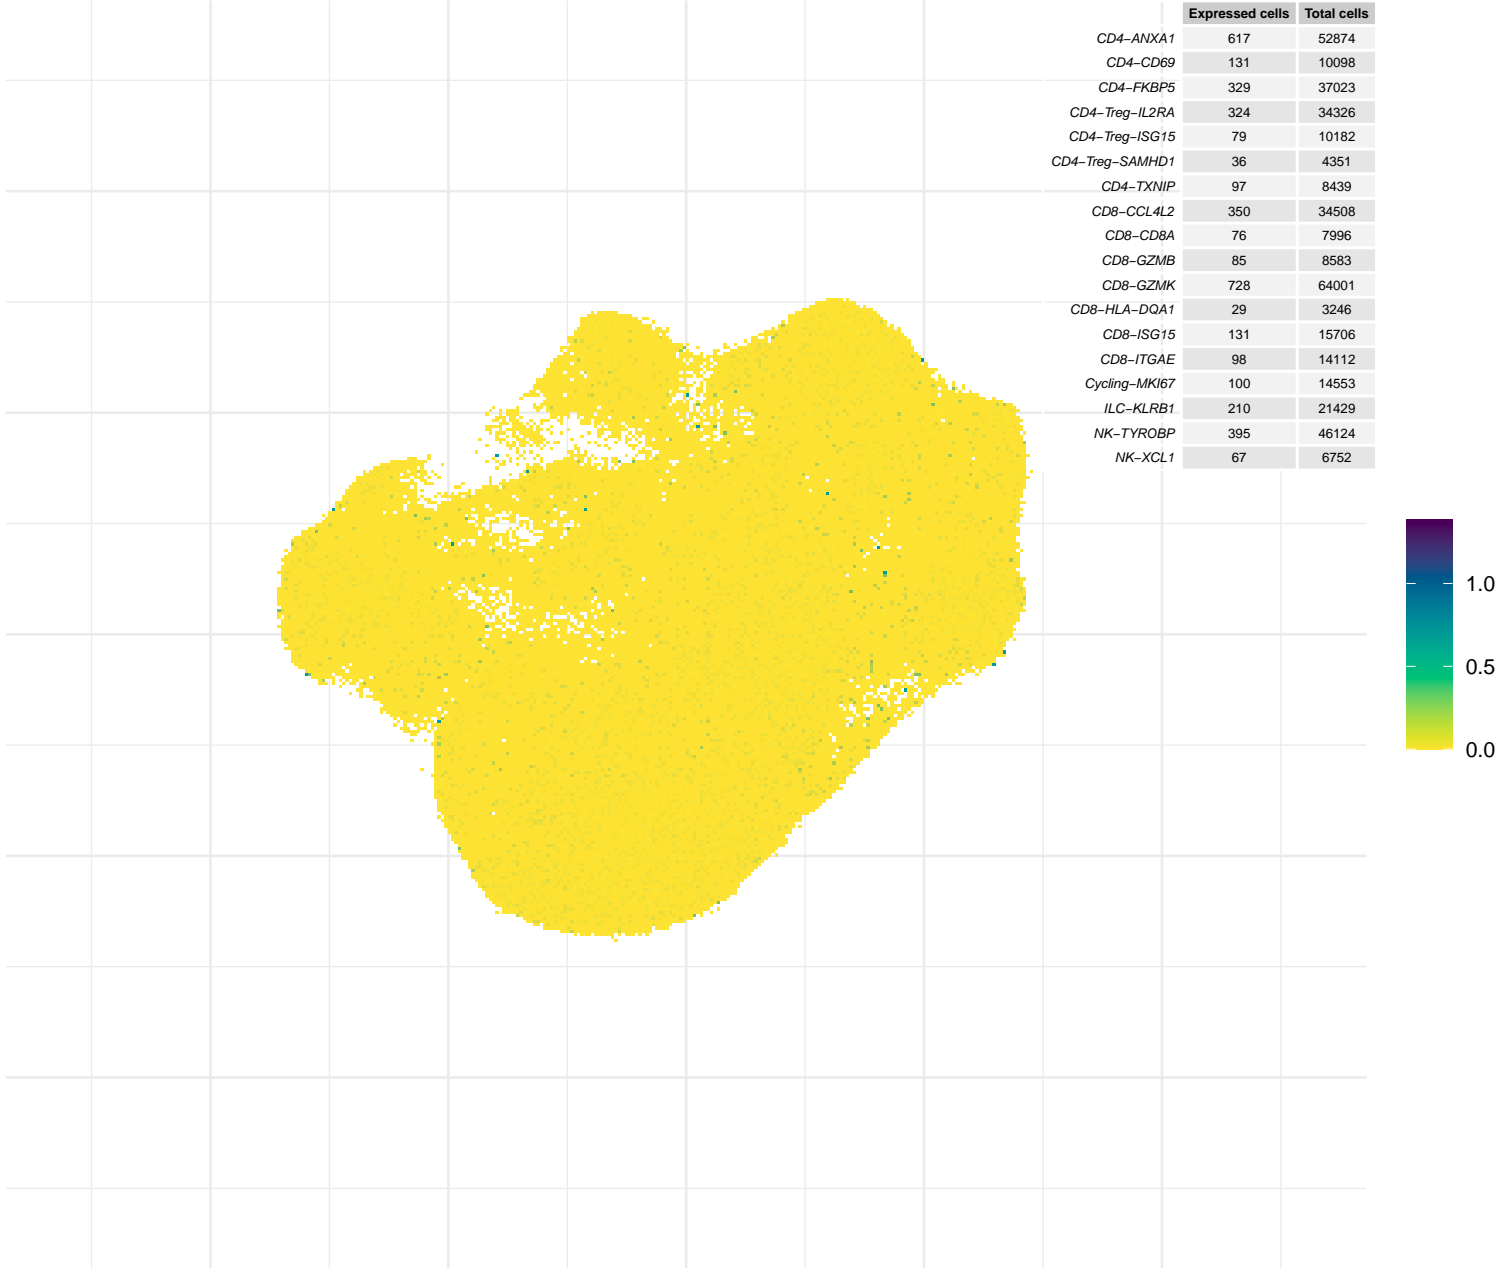 Expressed cells Total cells
CD4−ANXA1 617 52874
CD4−CD69 131 10098
CD4−FKBP5 329 37023
CD4−Treg−IL2RA 324 34326
CD4−Treg−ISG15 79 10182
CD4−Treg−SAMHD1 36 4351
CD4−TXNIP 97 8439
CD8−CCL4L2 350 34508
CD8−CD8A 76 7996
CD8−GZMB 85 8583
CD8−GZMK 728 64001
CD8−HLA−DQA1 29 3246
CD8−ISG15 131 15706
CD8−ITGAE 98 14112
Cycling−MKI67 100 14553
ILC−KLRB1 210 21429
NK−TYROBP 395 46124
NK−XCL1 67 6752
1.0
0.5
0.0